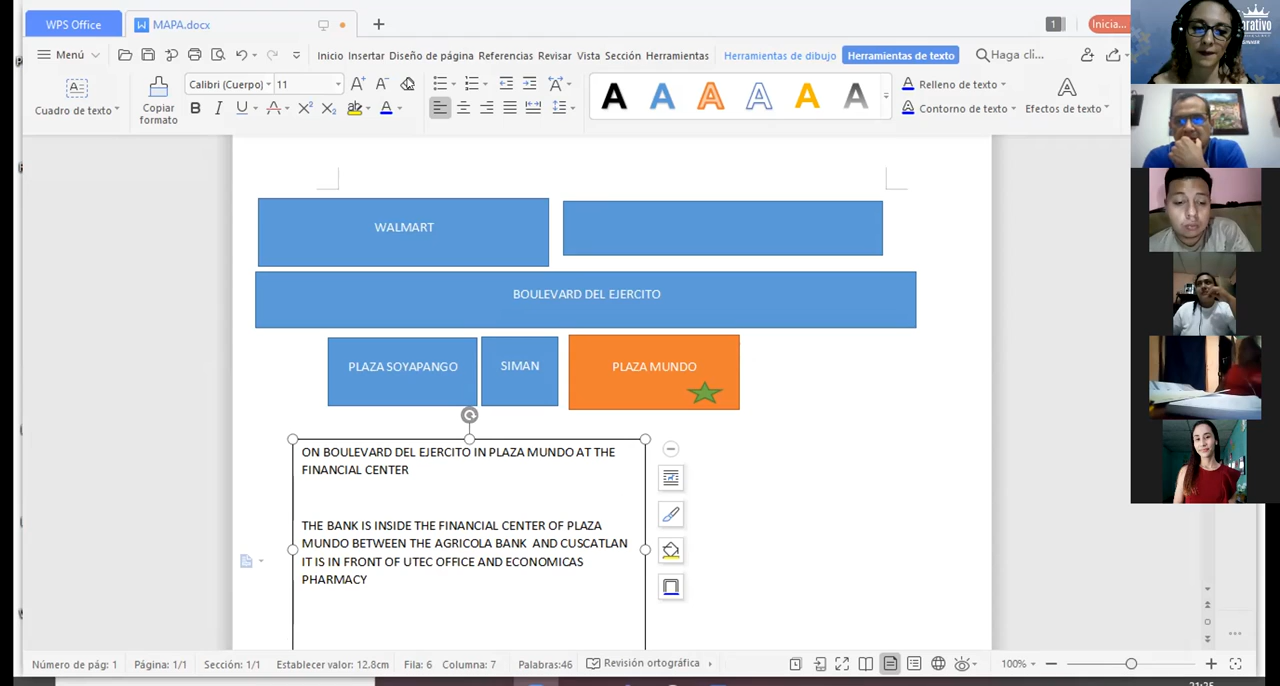 WPS Office
MAPA.docx
1
Inicia...
Menú
Inicio Insertar Diseño de página Referencias Revisar Vista Sección Herramientas Herramientas de dibujo Herramientas de texto Haga cli...
Cuadro de texto
Copiar formato
Calibri (Cuerpo) 11
Relleno de texto
Contorno de texto
Efectos de texto
WALMART
BOULEVARD DEL EJERCITO
PLAZA SOYAPANGO
SIMAN
PLAZA MUNDO
ON BOULEVARD DEL EJERCITO IN PLAZA MUNDO AT THE
FINANCIAL CENTER
THE BANK IS INSIDE THE FINANCIAL CENTER OF PLAZA
MUNDO BETWEEN THE AGRICOLA BANK AND CUSCATLAN
IT IS IN FRONT OF UTEC OFFICE AND ECONOMICAS
PHARMACY
Número de pág: 1 Página: 1/1 Sección: 1/1 Establecer valor: 12.8cm Fila: 6 Columna: 7 Palabras:46 Revisión ortográfica 100%